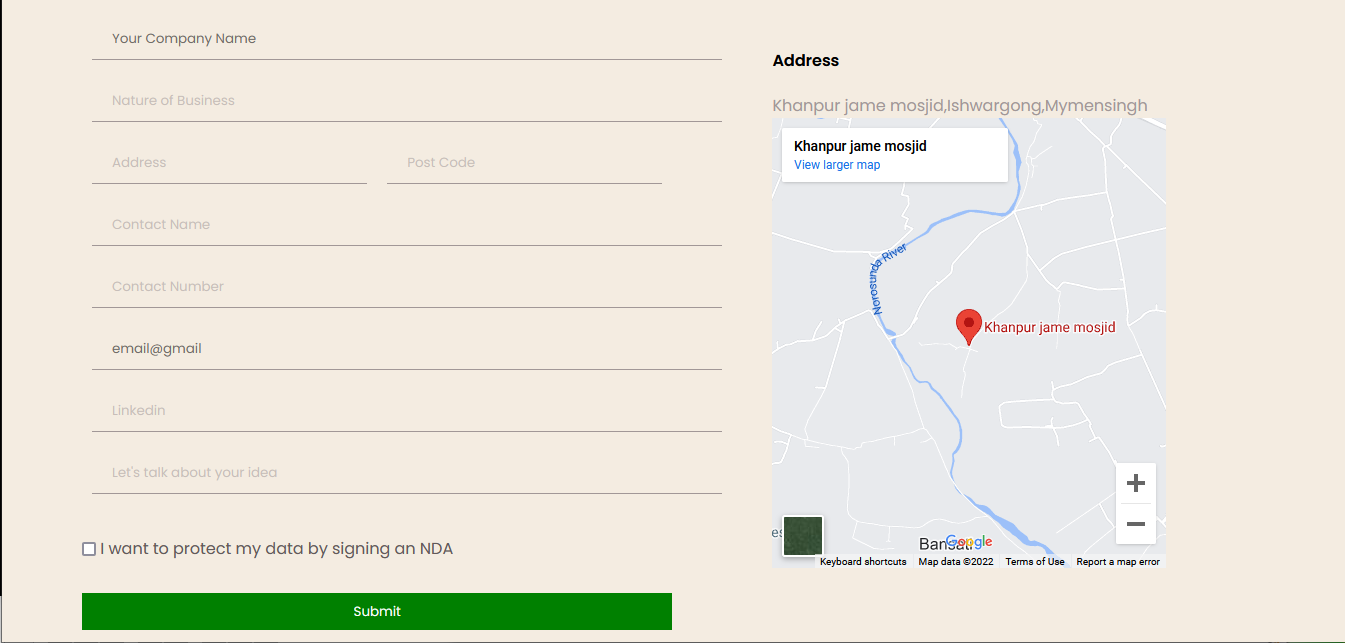 Your Company Name
Nature of Business
Address
Post Code
Contact Name
Contact Number
email@gmail
Linkedin
Let's talk about your idea
I want to protect my data by signing an NDA
Submit
Address
Khanpur jame mosjid,Ishwargong,Mymensingh
Khanpur jame mosjid
View larger map
Norosunda River
Khanpur jame mosjid
Google
Keyboard shortcuts
Map data ©2022
Terms of Use
Report a map error